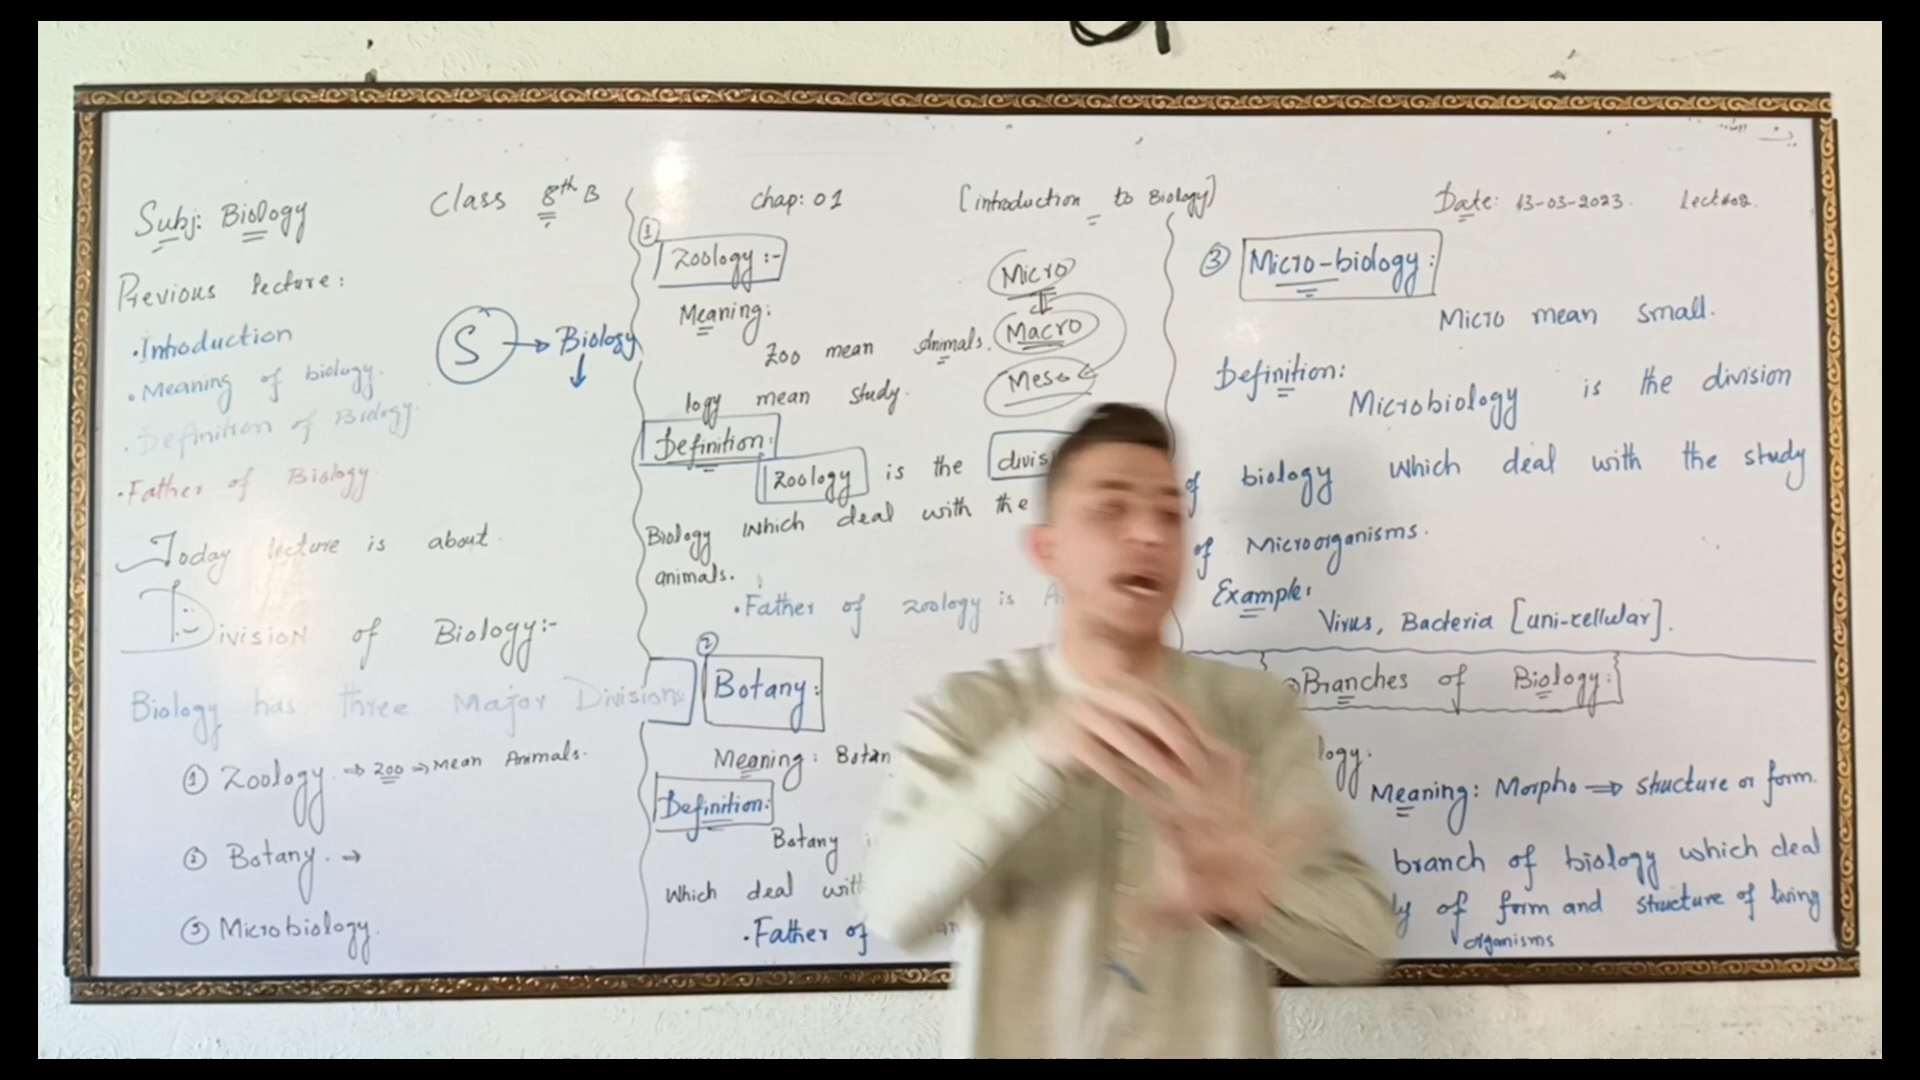 Subj: Biology
Class 8th B
Chap: 01
[introduction to Biology]
Date: 13-03-2023.
Previous lecture:
• Introduction
• Meaning of biology.
• Definition of Biology.
• Father of Biology.
S → Biology
Today lecture is about
Division of Biology:-
Biology has three Major Divisions
① Zoology → zoo → Mean Animals.
② Botany. →
③ Microbiology.
① Zoology :-
Meaning:
Zoo mean Animals.
logy mean study.
Micro
Macro
Meso
Definition:
Zoology is the
Biology which deal with the
animals.
• Father of zoology is
② Botany:
Meaning:
Definition:
Botany
Which deal
• Father of
③ Micro-biology:
Micro mean small.
Definition:
Microbiology is the division
of biology which deal with the study
of Microorganisms.
Example:
Virus, Bacteria [uni-cellular].
Branches of Biology:
logy:
Meaning: Morpho → structure or form.
branch of biology which deal
of form and structure of living
organisms